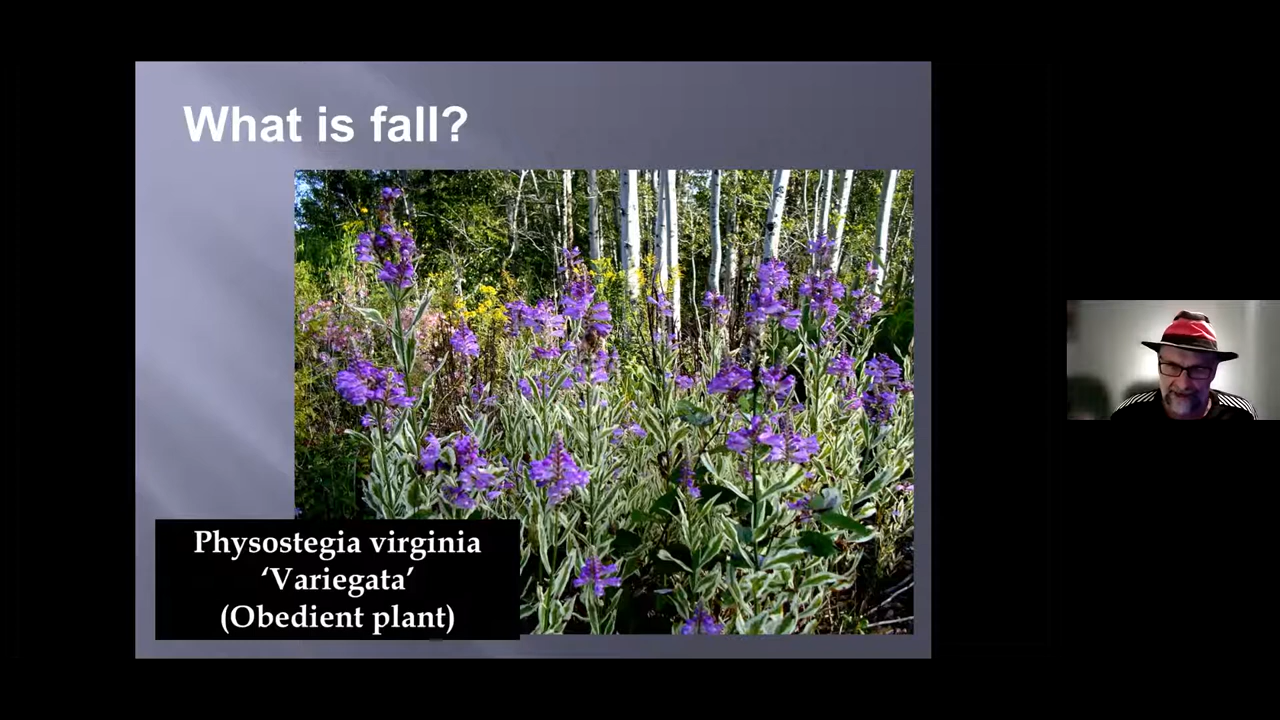 What is fall?
Physostegia virginia
‘Variegata’
(Obedient plant)